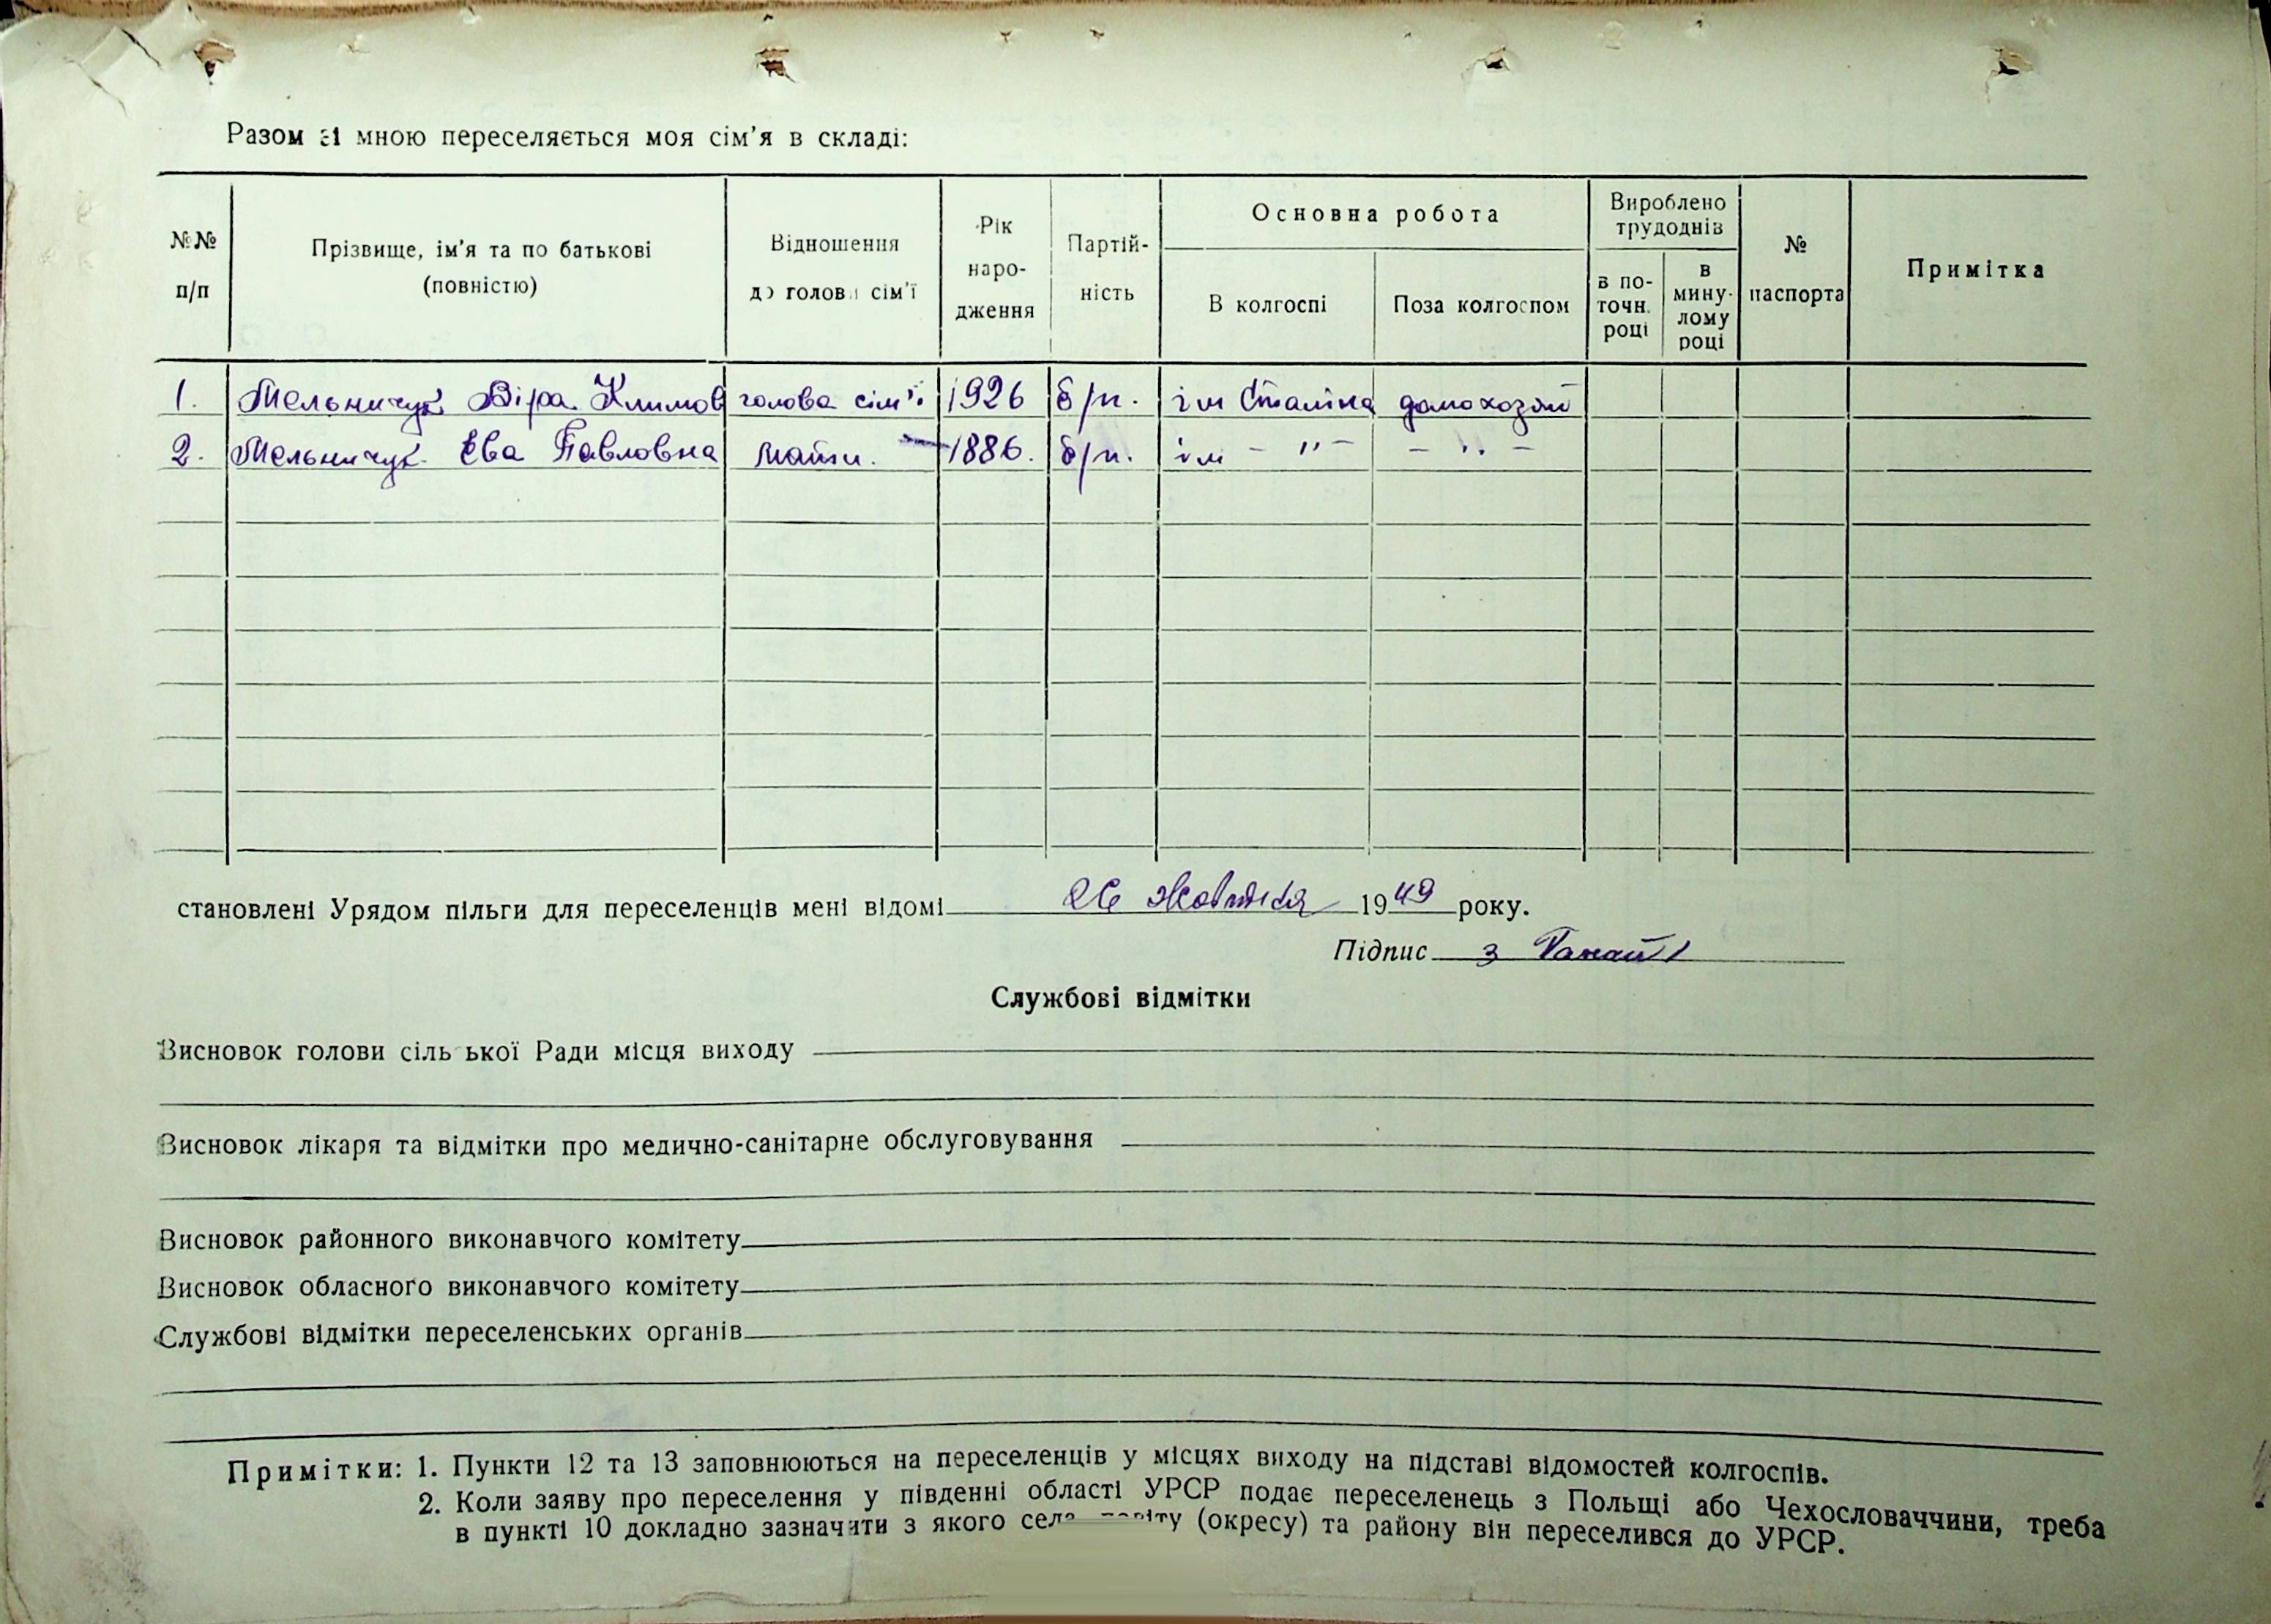 Разом зі мною переселяється моя сім'я в складі:
№№ п/п
Прізвище, ім'я та по батькові (повністю)
Відношення до голови сім'ї
Рік народження
Партійність
Основна робота
В колгоспі
Поза колгоспом
Вироблено трудоднів
в поточн. році
в минулому році
№ паспорта
Примітка
1. Мельничук Віра Климов голова сім'ї 1926 б/п. ім Сталіна домохозяй
2. Мельничук Ева Павловна мати. 1886. б/п. ім - " - - " -
становлені Урядом пільги для переселенців мені відомі 26 жовтня 1949 року.
Підпис
Службові відмітки
Висновок голови сільської Ради місця виходу
Висновок лікаря та відмітки про медично-санітарне обслуговування
Висновок районного виконавчого комітету
Висновок обласного виконавчого комітету
Службові відмітки переселенських органів
Примітки: 1. Пункти 12 та 13 заповнюються на переселенців у місцях виходу на підставі відомостей колгоспів.
2. Коли заяву про переселення у південні області УРСР подає переселенець з Польщі або Чехословаччини, треба
в пункті 10 докладно зазначити з якого села, повіту (окресу) та району він переселився до УРСР.